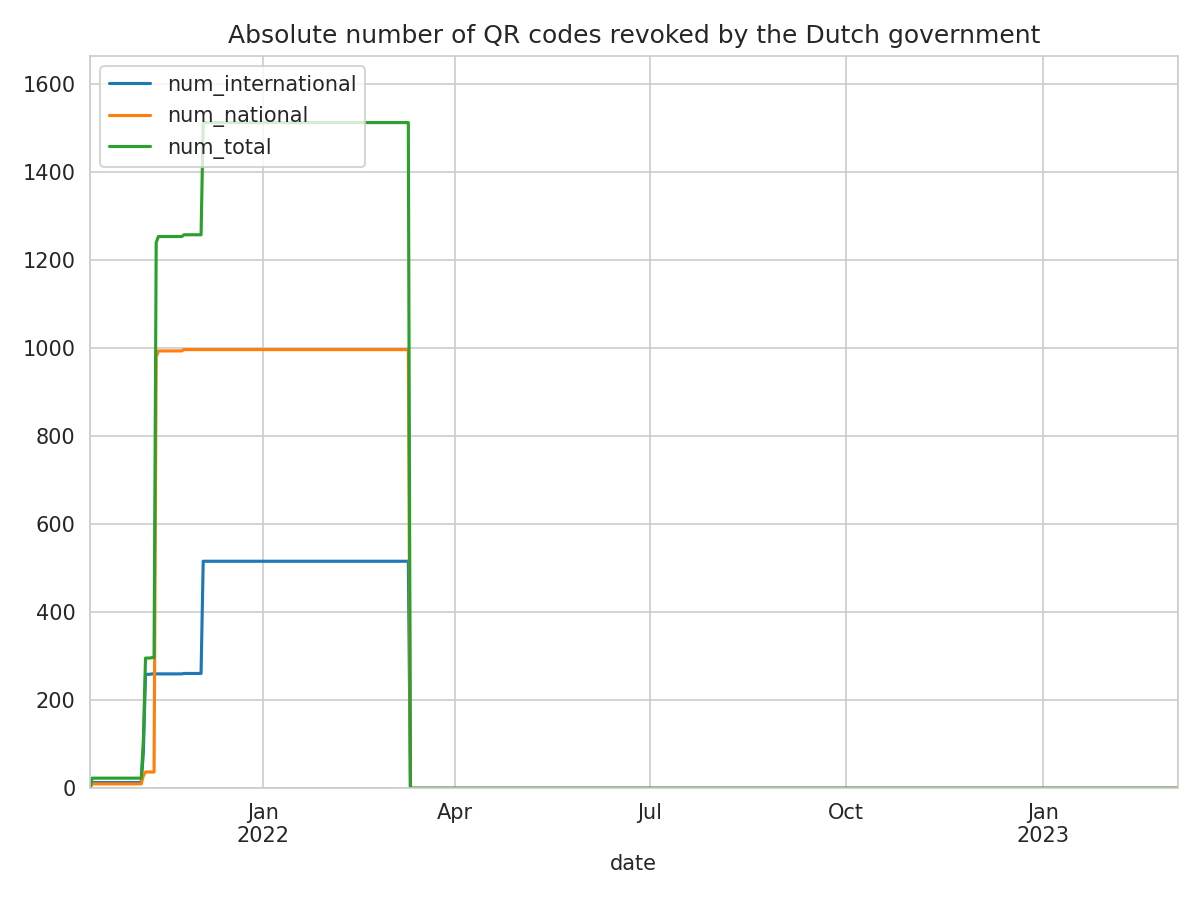 Absolute number of QR codes revoked by the Dutch government
num_international
num_national
num_total
1600
1400
1200
1000
800
600
400
200
0
Jan
2022
Apr
Jul
Oct
Jan
2023
date